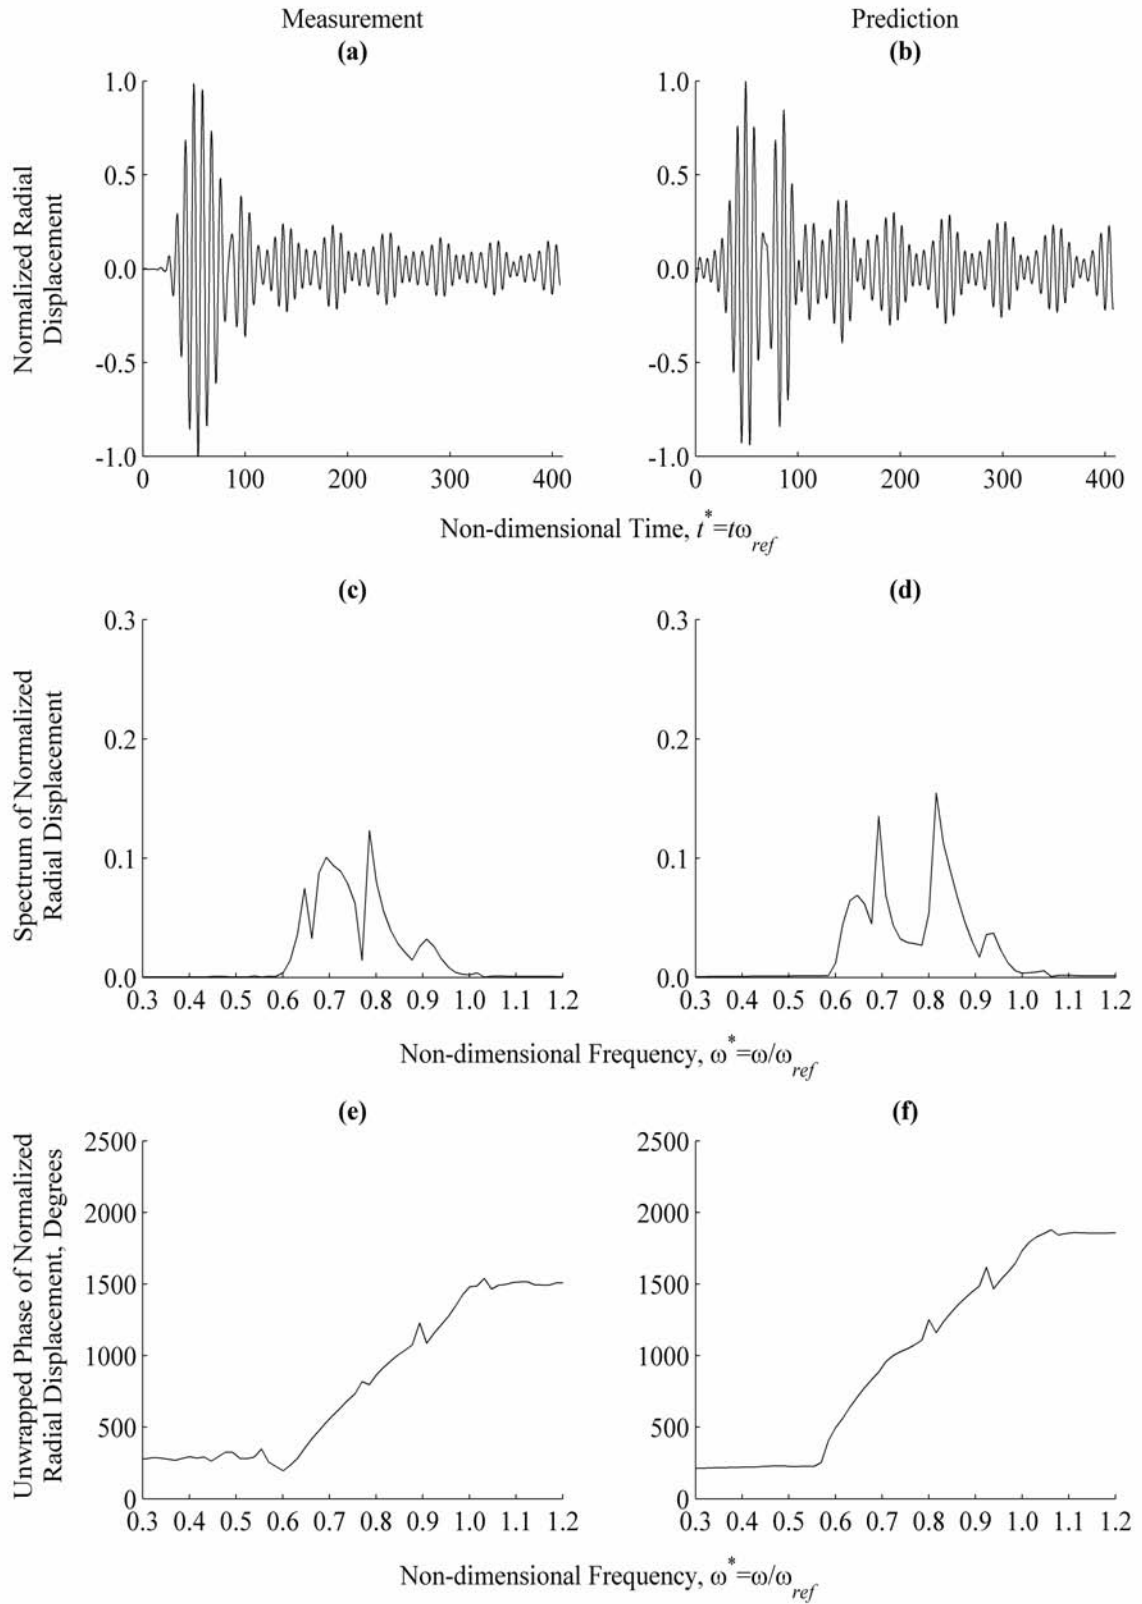 Measurement
Prediction
(a)
(b)
Normalized Radial
Displacement
1.0
0.5
0.0
-0.5
-1.0
0 100 200 300 400
1.0
0.5
0.0
-0.5
-1.0
0 100 200 300 400
Non-dimensional Time, t*=tω_ref
(c)
(d)
Spectrum of Normalized
Radial Displacement
0.3
0.2
0.1
0.0
0.3 0.4 0.5 0.6 0.7 0.8 0.9 1.0 1.1 1.2
0.3
0.2
0.1
0.0
0.3 0.4 0.5 0.6 0.7 0.8 0.9 1.0 1.1 1.2
Non-dimensional Frequency, ω*=ω/ω_ref
(e)
(f)
Unwrapped Phase of Normalized
Radial Displacement, Degrees
2500
2000
1500
1000
500
0
0.3 0.4 0.5 0.6 0.7 0.8 0.9 1.0 1.1 1.2
2500
2000
1500
1000
500
0
0.3 0.4 0.5 0.6 0.7 0.8 0.9 1.0 1.1 1.2
Non-dimensional Frequency, ω*=ω/ω_ref